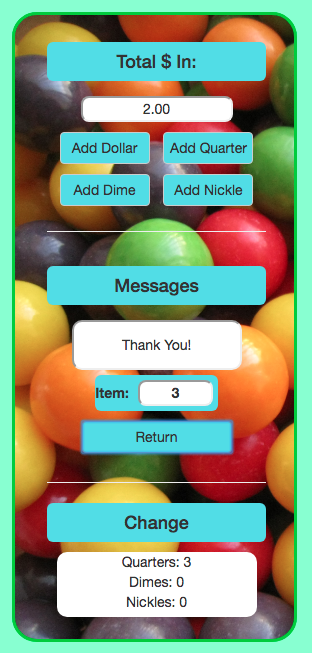 Total $ In:
2.00
Add Dollar Add Quarter
Add Dime Add Nickle
Messages
Thank You!
Item: 3
Return
Change
Quarters: 3
Dimes: 0
Nickles: 0